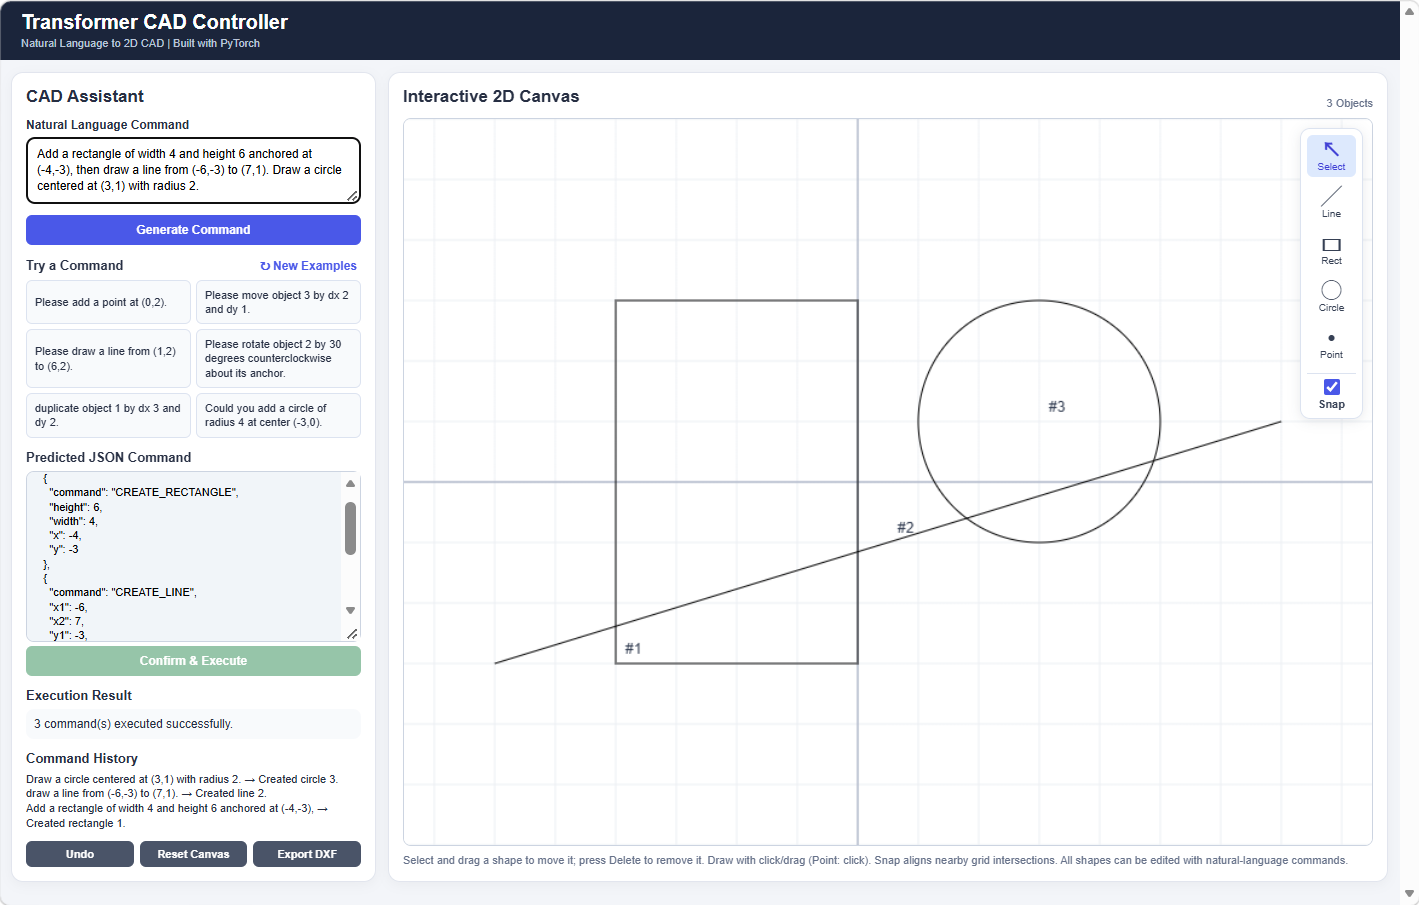 Transformer CAD Controller
Natural Language to 2D CAD | Built with PyTorch
CAD Assistant
Natural Language Command
Add a rectangle of width 4 and height 6 anchored at
(-4,-3), then draw a line from (-6,-3) to (7,1). Draw a circle
centered at (3,1) with radius 2.
Generate Command
Try a Command
↻ New Examples
Please add a point at (0,2).
Please move object 3 by dx 2
and dy 1.
Please draw a line from (1,2)
to (6,2).
Please rotate object 2 by 30
degrees counterclockwise
about its anchor.
duplicate object 1 by dx 3 and
dy 2.
Could you add a circle of
radius 4 at center (-3,0).
Predicted JSON Command
{
"command": "CREATE_RECTANGLE",
"height": 6,
"width": 4,
"x": -4,
"y": -3
},
{
"command": "CREATE_LINE",
"x1": -6,
"x2": 7,
"y1": -3,
Confirm & Execute
Execution Result
3 command(s) executed successfully.
Command History
Draw a circle centered at (3,1) with radius 2. → Created circle 3.
draw a line from (-6,-3) to (7,1). → Created line 2.
Add a rectangle of width 4 and height 6 anchored at (-4,-3), →
Created rectangle 1.
Undo
Reset Canvas
Export DXF
Interactive 2D Canvas
3 Objects
Select
Line
Rect
Circle
Point
Snap
#3
#2
#1
Select and drag a shape to move it; press Delete to remove it. Draw with click/drag (Point: click). Snap aligns nearby grid intersections. All shapes can be edited with natural-language commands.